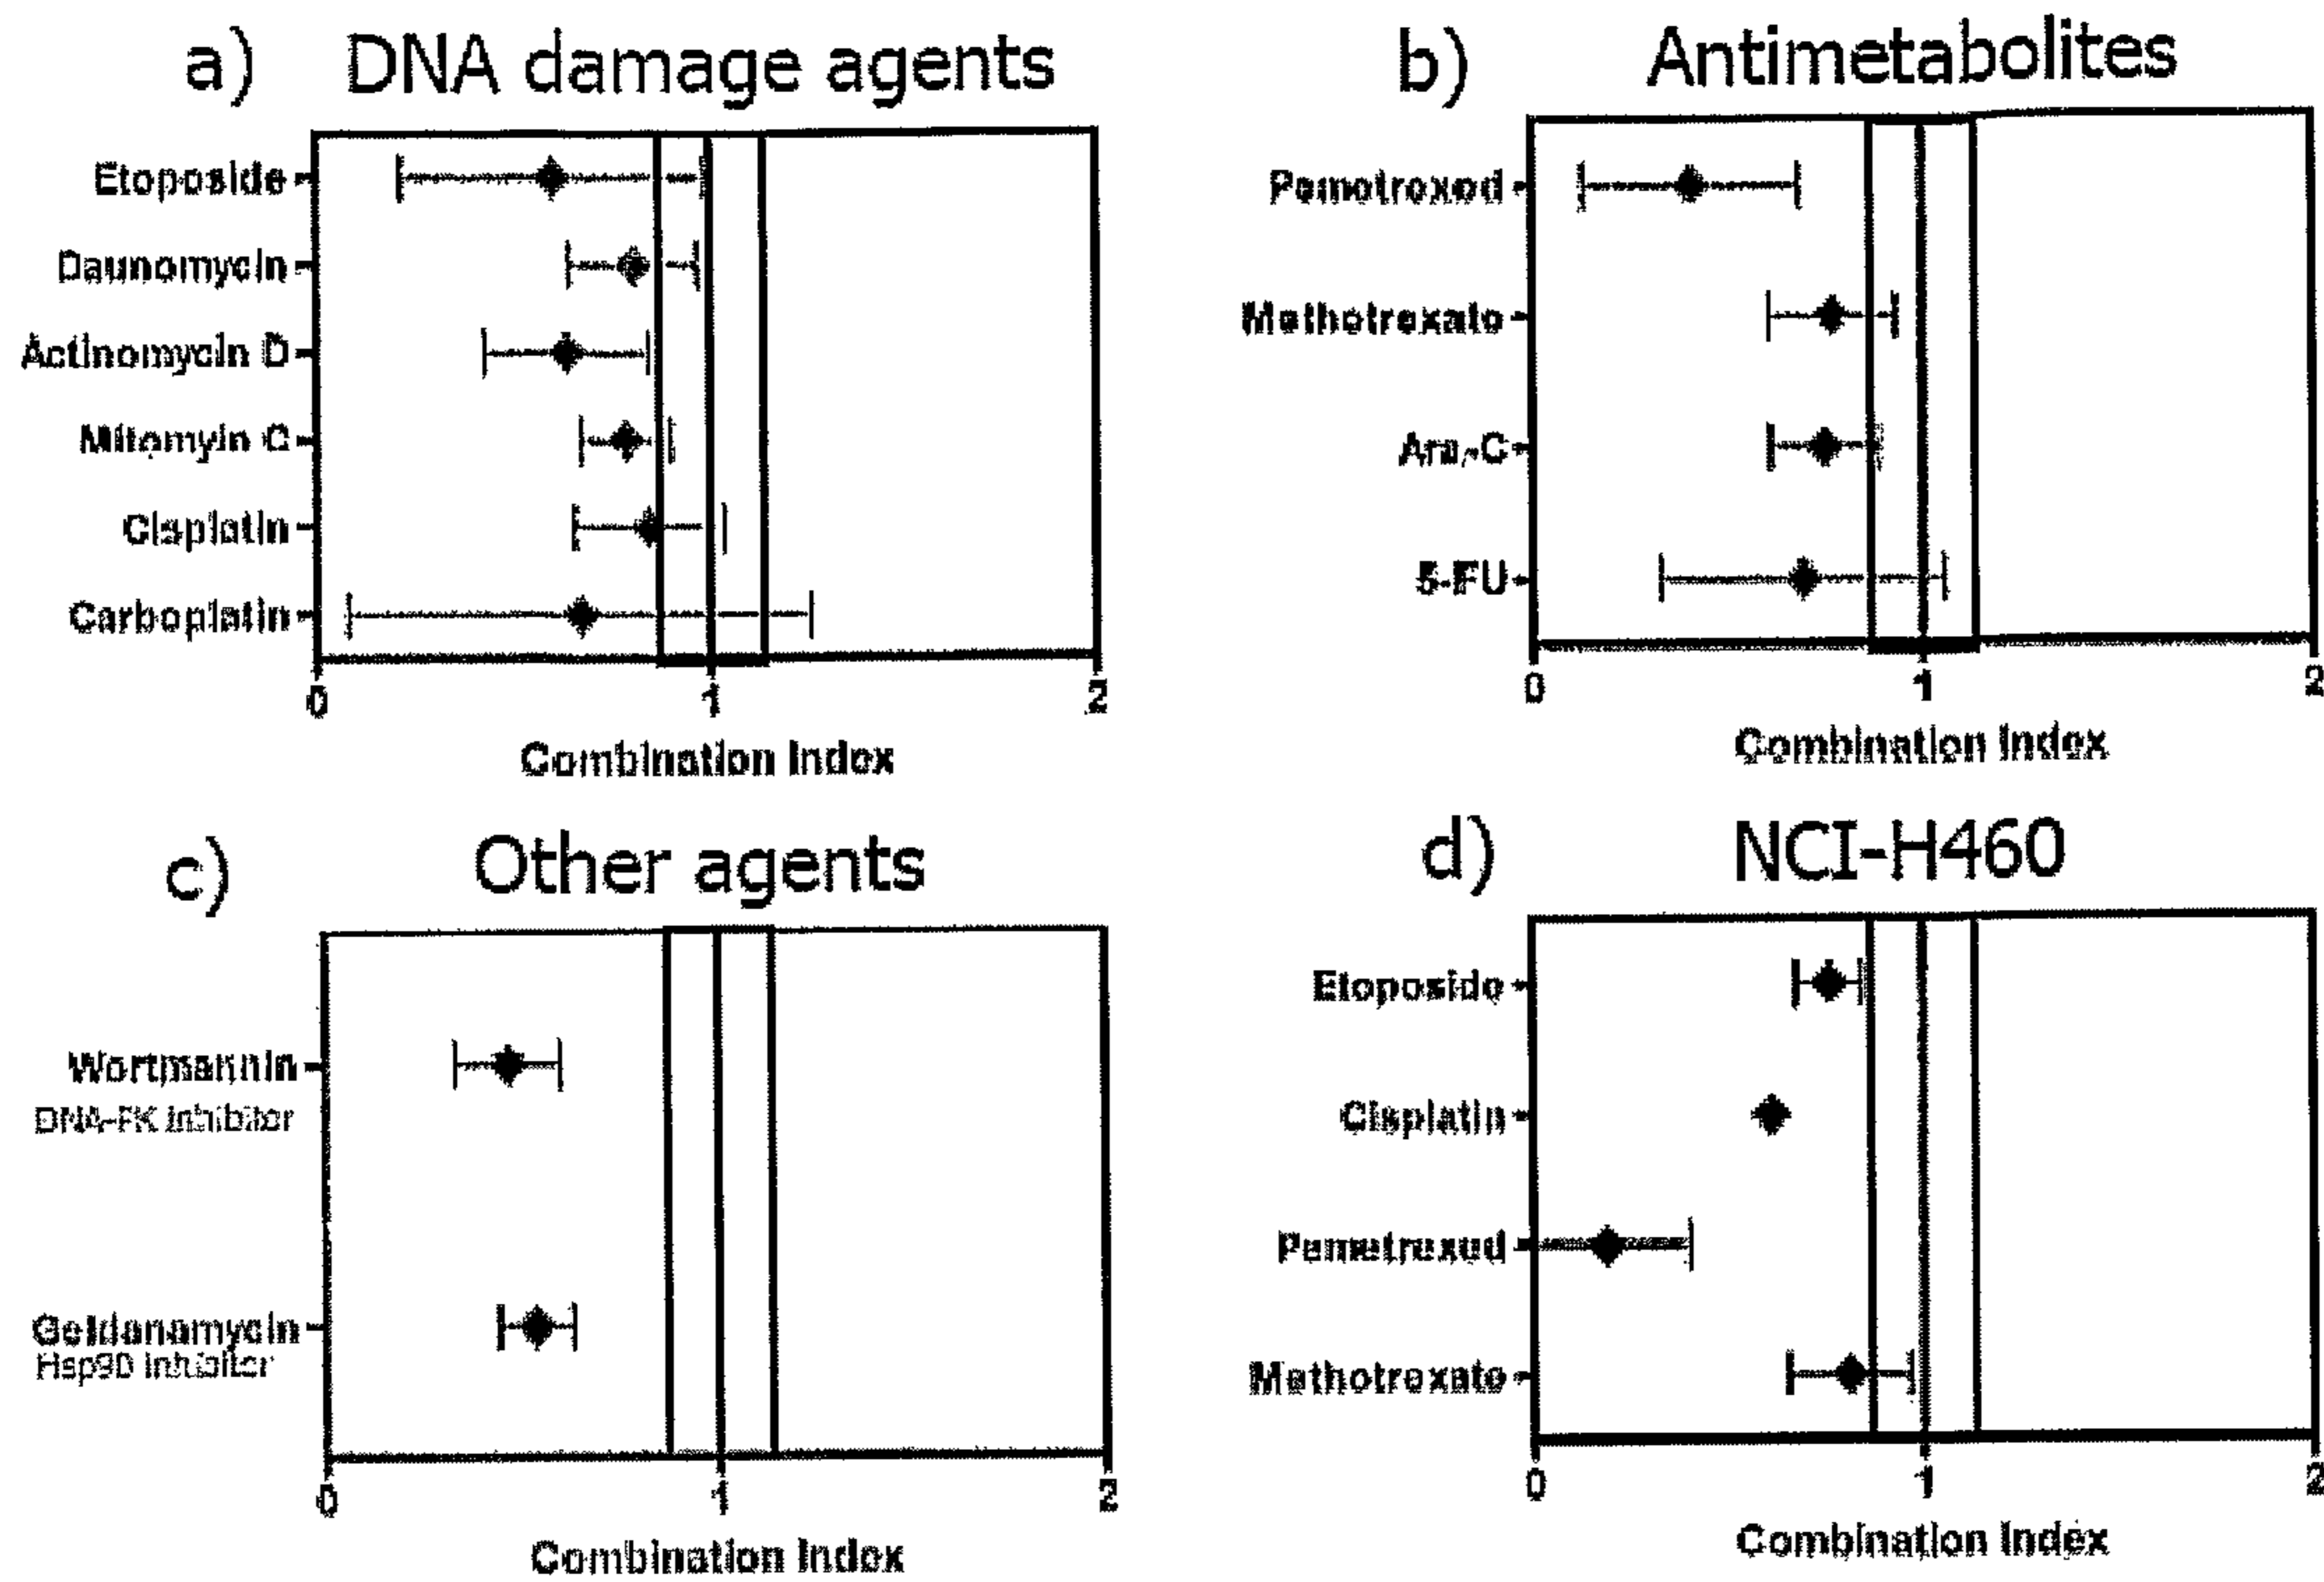 a) DNA damage agents
Etoposide
Daunomycin
Actinomycin D
Mitomyin C
Cisplatin
Carboplatin
0 1 2
Combination Index
b) Antimetabolites
Pemetrexed
Methotrexate
Ara-C
5-FU
0 1 2
Combination Index
c) Other agents
Wortmannin
DNA-PK inhibitor
Geldanamycin
Hsp90 inhibitor
0 1 2
Combination Index
d) NCI-H460
Etoposide
Cisplatin
Pemetrexed
Methotrexate
0 1 2
Combination Index